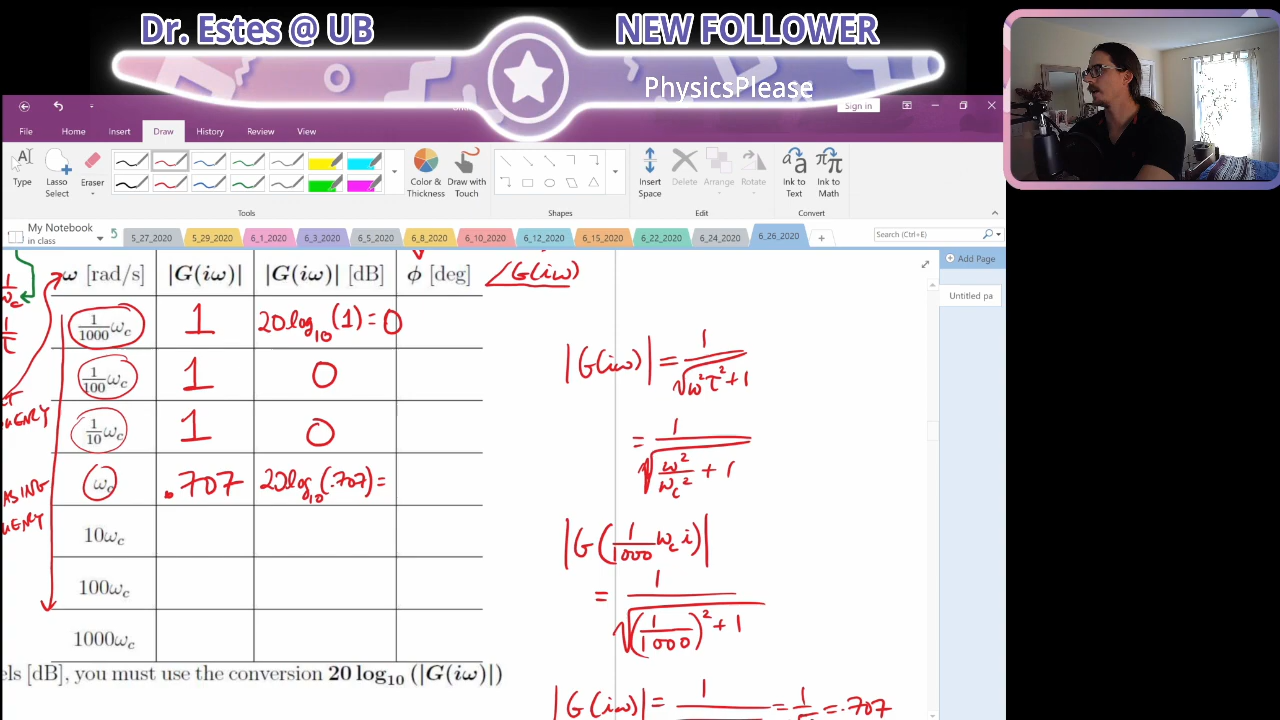 Dr. Estes @ UB
NEW FOLLOWER
PhysicsPlease
Sign in
File Home Insert Draw History Review View
Type
Lasso Select
Eraser
Color & Thickness
Draw with Touch
Insert Space
Delete
Arrange
Rotate
Ink to Text
Ink to Math
Tools Shapes Edit Convert
My Notebook
in class
5 5_27_2020 5_29_2020 6_1_2020 6_3_2020 6_5_2020 6_8_2020 6_10_2020 6_12_2020 6_15_2020 6_22_2020 6_24_2020 6_26_2020
Search (Ctrl+E)
Add Page
Untitled pa
ω [rad/s] |G(iω)| |G(iω)| [dB] ϕ [deg] ∠G(iω)
1/1000 ω_c 1 20log_10(1)=0
1/100 ω_c 1 0
1/10 ω_c 1 0
ω_c .707 20log_10(.707)=
10ω_c
100ω_c
1000ω_c
els [dB], you must use the conversion 20 log_10 (|G(iω)|)
|G(iω)| = 1/√(ω²τ²+1)
= 1/√(ω²/ω_c² + 1)
|G(1/1000 ω_c i)|
= 1/√((1/1000)² + 1)
|G(iω)| = 1 = 1/√ = .707